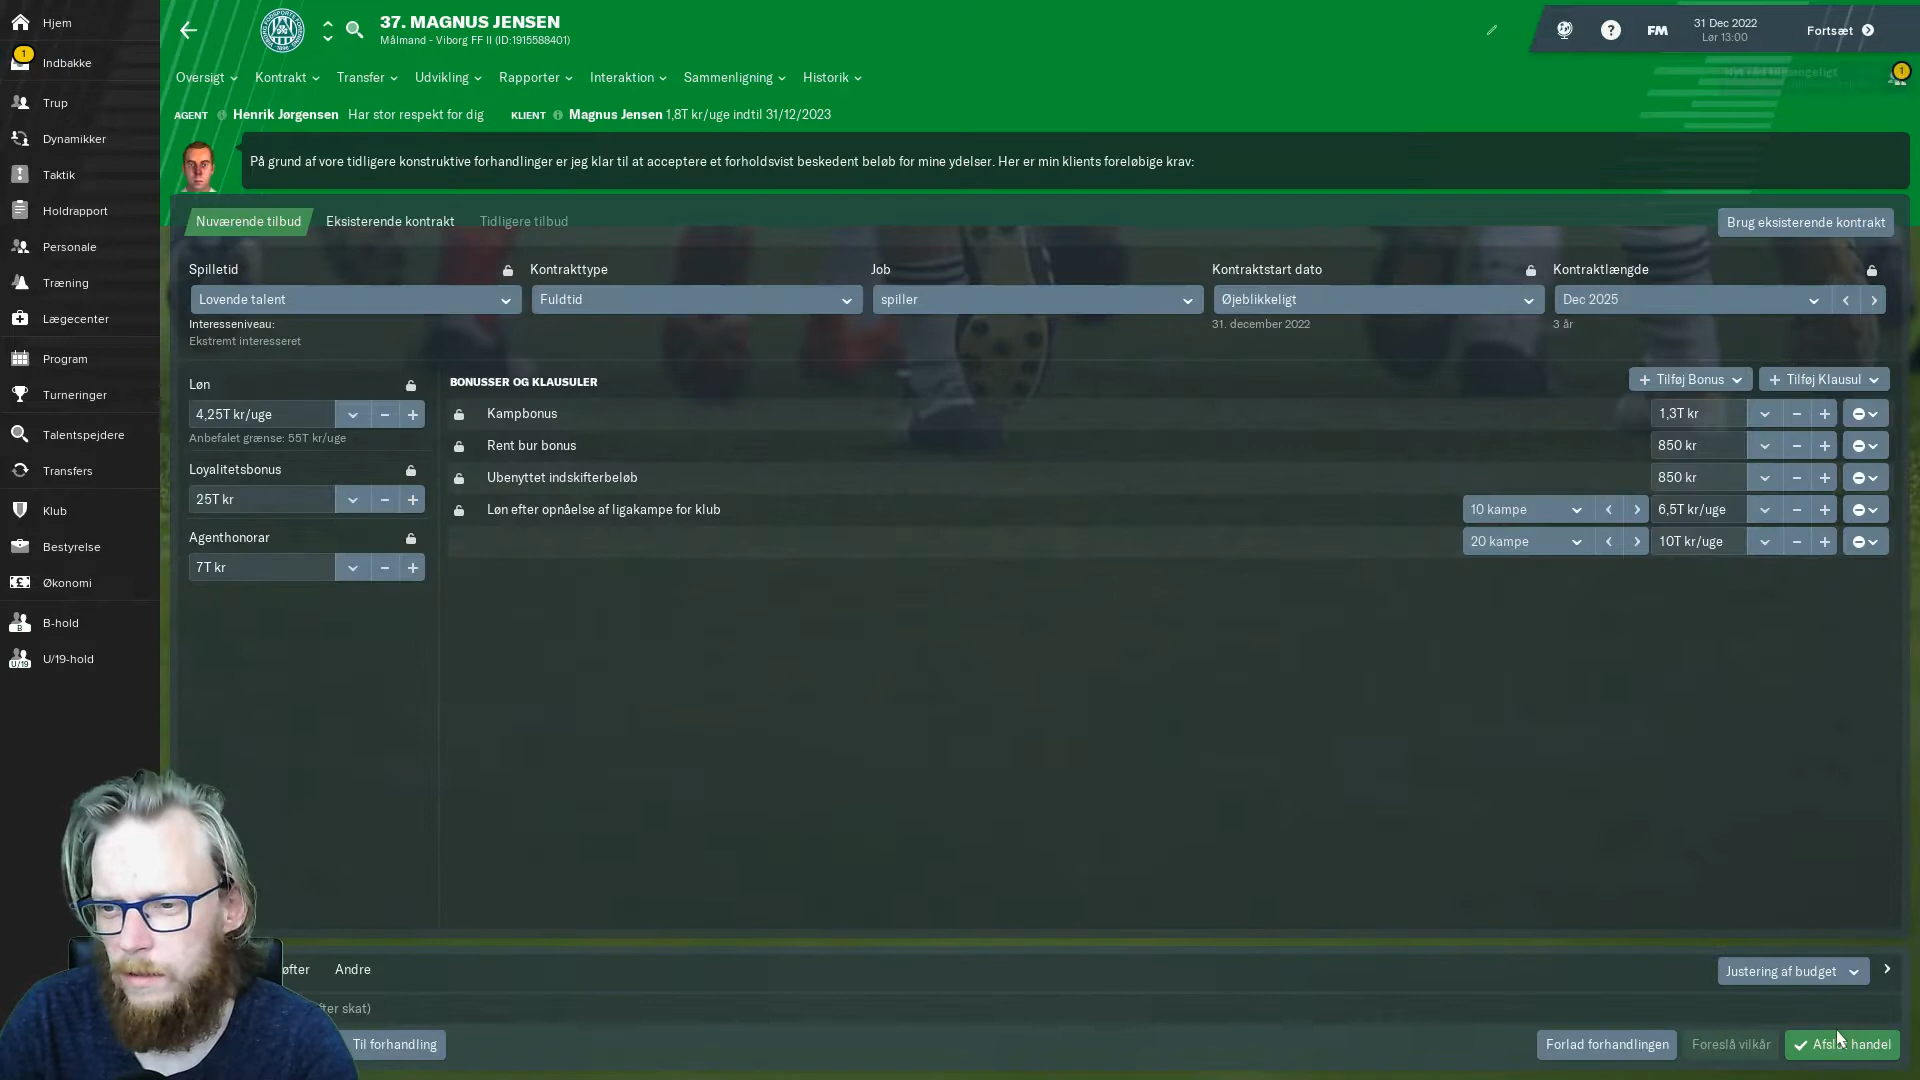 Hjem
1
Indbakke
Trup
Dynamikker
Taktik
Holdrapport
Personale
Træning
Lægecenter
Program
Turneringer
Talentspejdere
Transfers
Klub
Bestyrelse
Økonomi
B
B-hold
U/19
U/19-hold
37. MAGNUS JENSEN
Målmand - Viborg FF II (ID:1915588401)
?
FM
31 Dec 2022
Lør 13:00
Fortsæt
Oversigt
Kontrakt
Transfer
Udvikling
Rapporter
Interaktion
Sammenligning
Historik
1
AGENT Henrik Jørgensen Har stor respekt for dig KLIENT Magnus Jensen 1,8T kr/uge indtil 31/12/2023
På grund af vore tidligere konstruktive forhandlinger er jeg klar til at acceptere et forholdsvist beskedent beløb for mine ydelser. Her er min klients foreløbige krav:
Nuværende tilbud
Eksisterende kontrakt
Tidligere tilbud
Brug eksisterende kontrakt
Spilletid
Kontrakttype
Job
Kontraktstart dato
Kontraktlængde
Lovende talent
Fuldtid
spiller
Øjeblikkeligt
Dec 2025
Interesseniveau:
Ekstremt interesseret
31. december 2022
3 år
Løn
4,25T kr/uge
Anbefalet grænse: 55T kr/uge
Loyalitetsbonus
25T kr
Agenthonorar
7T kr
BONUSSER OG KLAUSULER
+ Tilføj Bonus
+ Tilføj Klausul
Kampbonus
1,3T kr
Rent bur bonus
850 kr
Ubenyttet indskifterbeløb
850 kr
Løn efter opnåelse af ligakampe for klub
10 kampe
6,5T kr/uge
20 kampe
10T kr/uge
Andre
Justering af budget
skat)
Til forhandling
Forlad forhandlingen
Foreslå vilkår
handel